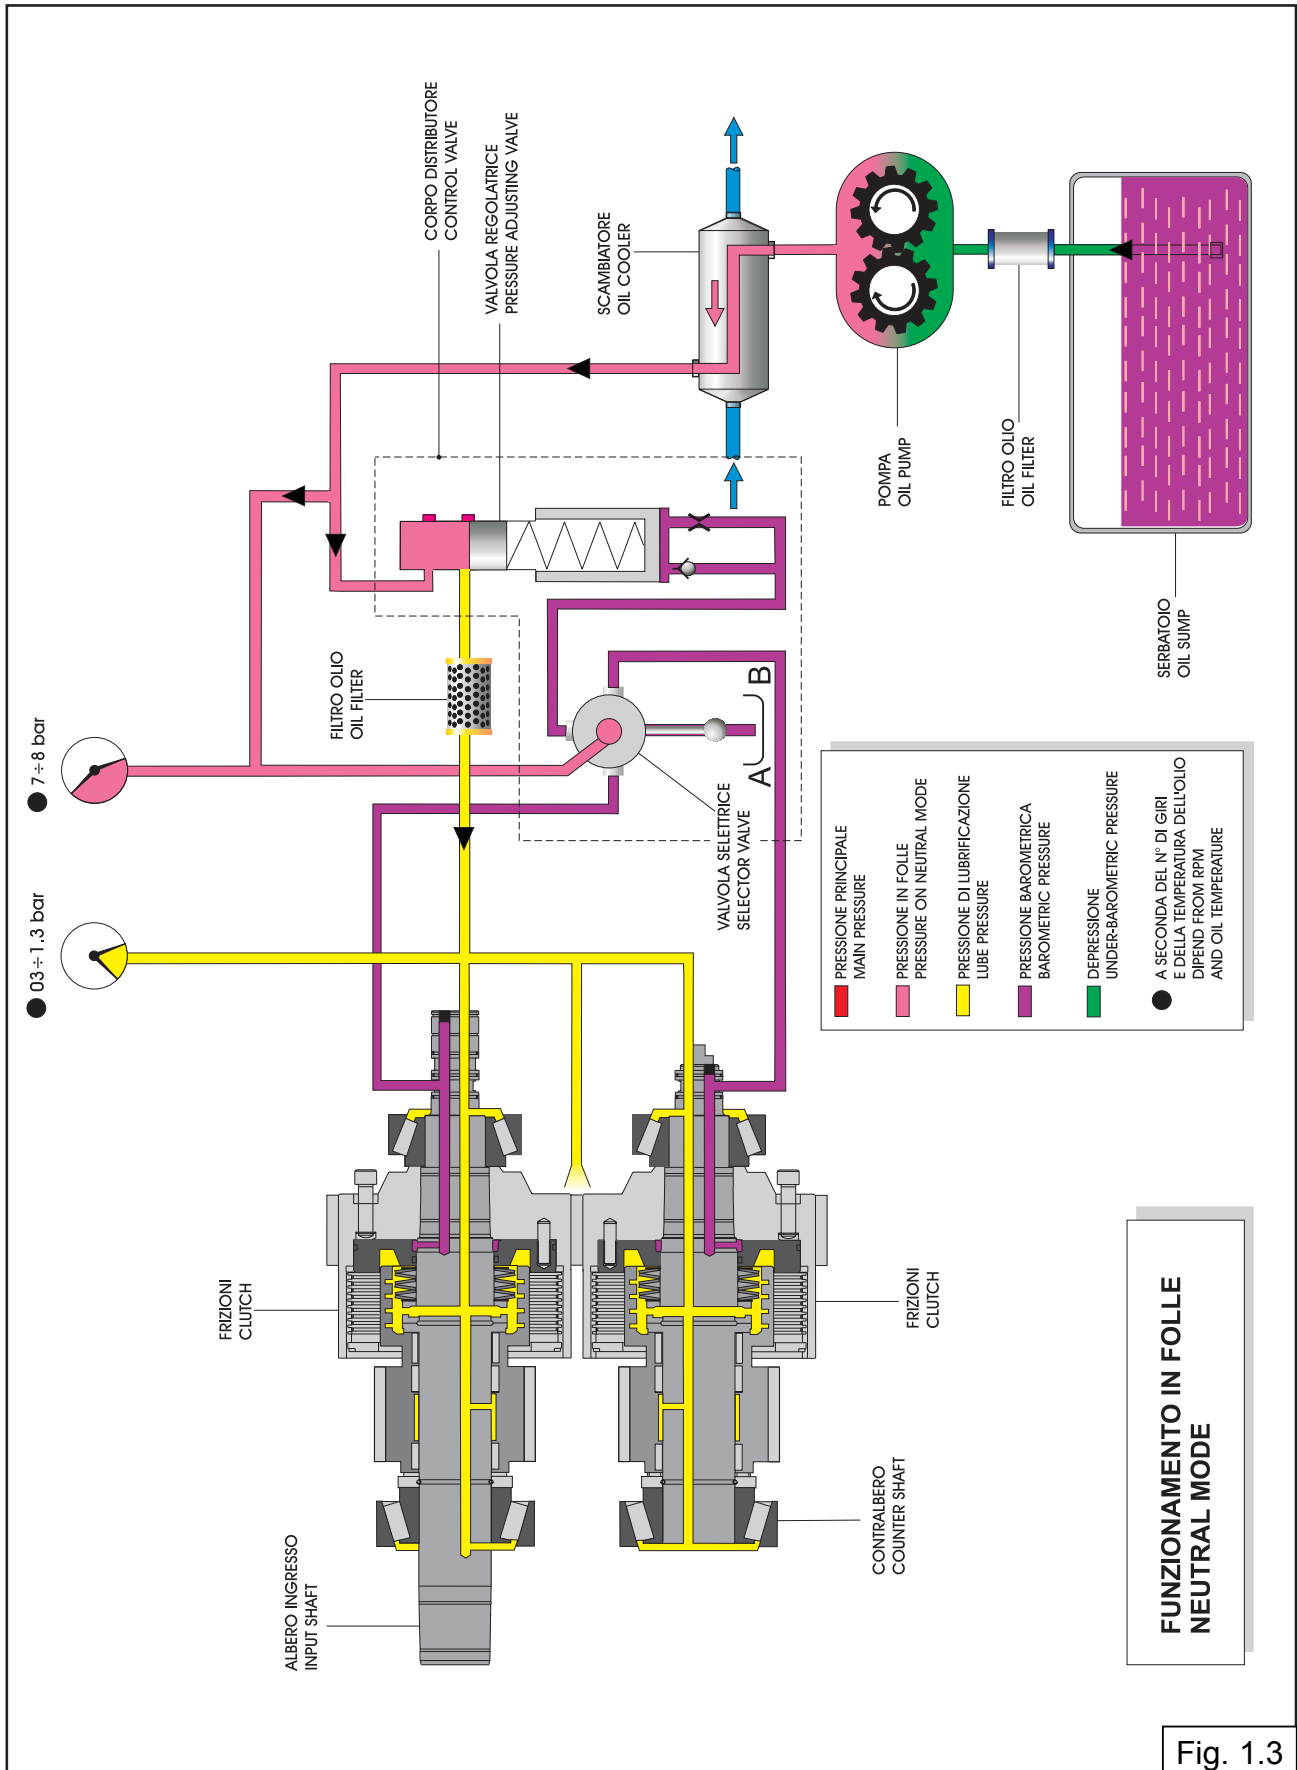 ● 7÷8 bar
● 03÷1.3 bar
CORPO DISTRIBUTORE
CONTROL VALVE
VALVOLA REGOLATRICE
PRESSURE ADJUSTING VALVE
SCAMBIATORE
OIL COOLER
POMPA
OIL PUMP
FILTRO OLIO
OIL FILTER
SERBATOIO
OIL SUMP
FILTRO OLIO
OIL FILTER
A
B
VALVOLA SELETTRICE
SELECTOR VALVE
FRIZIONI
CLUTCH
FRIZIONI
CLUTCH
ALBERO INGRESSO
INPUT SHAFT
CONTRALBERO
COUNTER SHAFT
PRESSIONE PRINCIPALE
MAIN PRESSURE
PRESSIONE IN FOLLE
PRESSURE ON NEUTRAL MODE
PRESSIONE DI LUBRIFICAZIONE
LUBE PRESSURE
PRESSIONE BAROMETRICA
BAROMETRIC PRESSURE
DEPRESSIONE
UNDER-BAROMETRIC PRESSURE
● A SECONDA DEL N° DI GIRI
E DELLA TEMPERATURA DELL'OLIO
DIPEND FROM RPM
AND OIL TEMPERATURE
FUNZIONAMENTO IN FOLLE
NEUTRAL MODE
Fig. 1.3